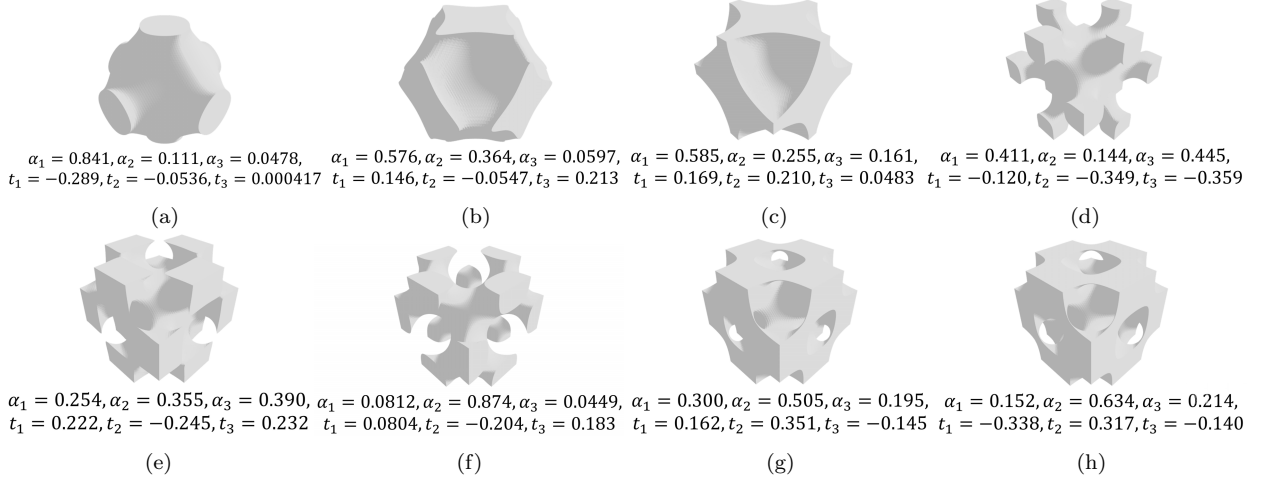 α₁ = 0.841, α₂ = 0.111, α₃ = 0.0478,
t₁ = −0.289, t₂ = −0.0536, t₃ = 0.000417
(a)
α₁ = 0.576, α₂ = 0.364, α₃ = 0.0597,
t₁ = 0.146, t₂ = −0.0547, t₃ = 0.213
(b)
α₁ = 0.585, α₂ = 0.255, α₃ = 0.161,
t₁ = 0.169, t₂ = 0.210, t₃ = 0.0483
(c)
α₁ = 0.411, α₂ = 0.144, α₃ = 0.445,
t₁ = −0.120, t₂ = −0.349, t₃ = −0.359
(d)
α₁ = 0.254, α₂ = 0.355, α₃ = 0.390,
t₁ = 0.222, t₂ = −0.245, t₃ = 0.232
(e)
α₁ = 0.0812, α₂ = 0.874, α₃ = 0.0449,
t₁ = 0.0804, t₂ = −0.204, t₃ = 0.183
(f)
α₁ = 0.300, α₂ = 0.505, α₃ = 0.195,
t₁ = 0.162, t₂ = 0.351, t₃ = −0.145
(g)
α₁ = 0.152, α₂ = 0.634, α₃ = 0.214,
t₁ = −0.338, t₂ = 0.317, t₃ = −0.140
(h)